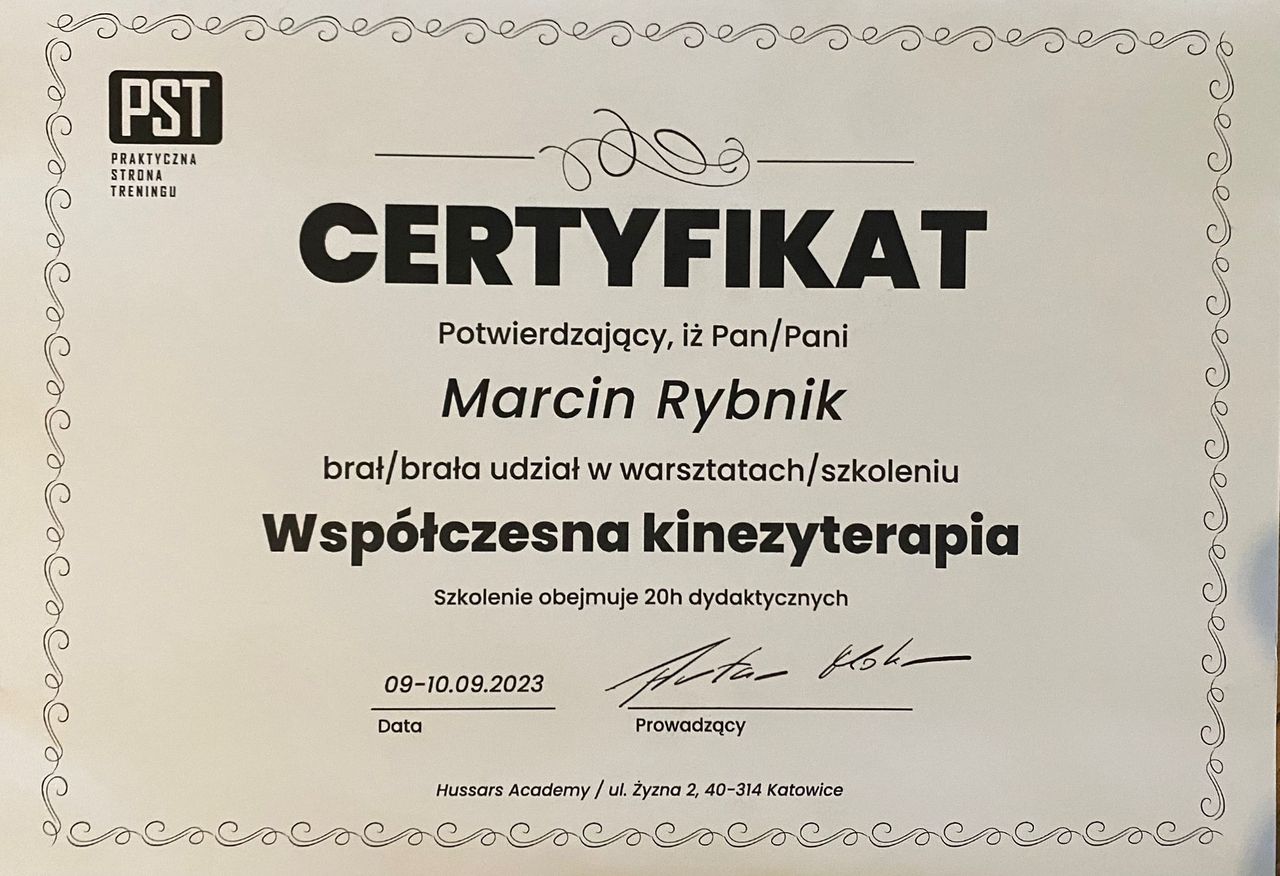 PST
PRAKTYCZNA
STRONA
TRENINGU
CERTYFIKAT
Potwierdzający, iż Pan/Pani
Marcin Rybnik
brał/brała udział w warsztatach/szkoleniu
Współczesna kinezyterapia
Szkolenie obejmuje 20h dydaktycznych
09-10.09.2023
Data
Prowadzący
Hussars Academy / ul. Żyzna 2, 40-314 Katowice